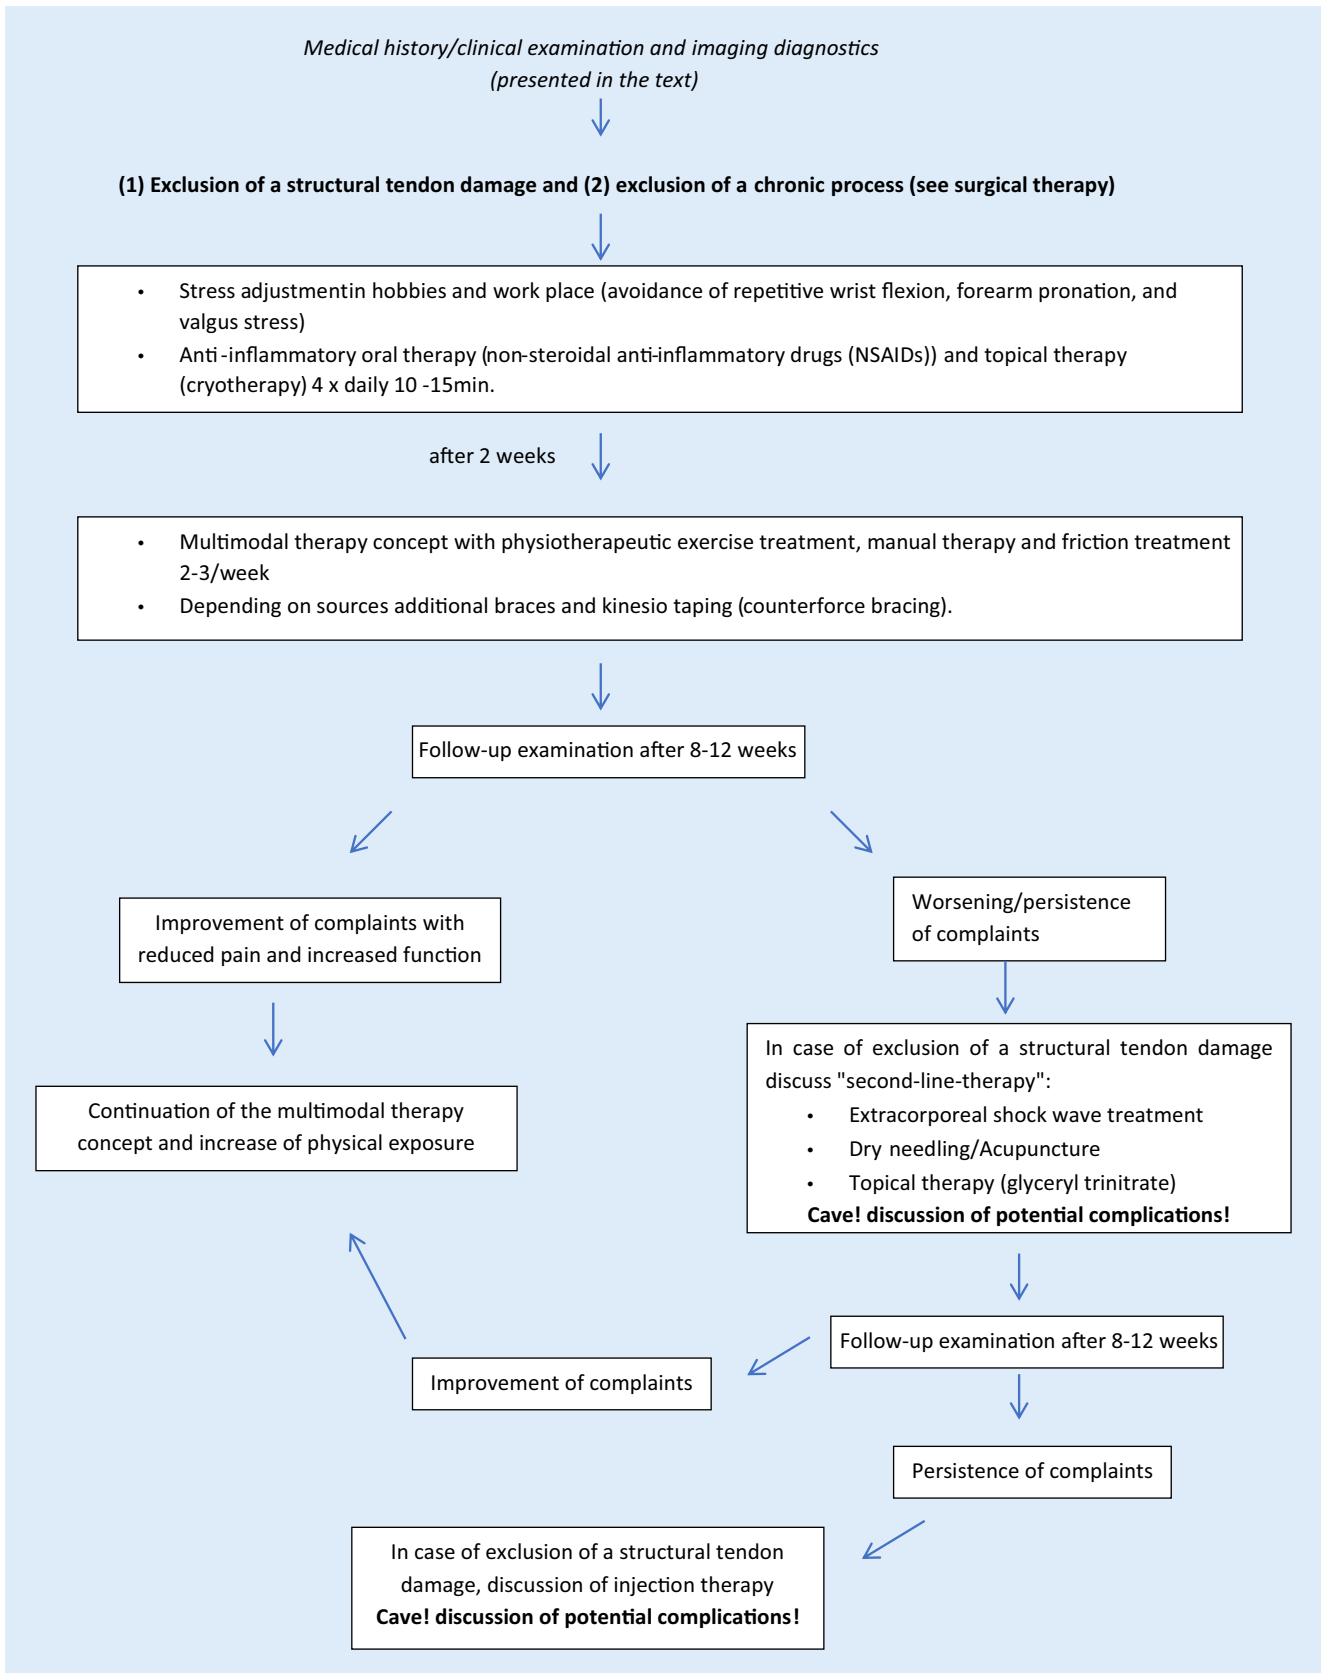 Medical history/clinical examination and imaging diagnostics
(presented in the text)
(1) Exclusion of a structural tendon damage and (2) exclusion of a chronic process (see surgical therapy)
• Stress adjustmentin hobbies and work place (avoidance of repetitive wrist flexion, forearm pronation, and
valgus stress)
• Anti-inflammatory oral therapy (non-steroidal anti-inflammatory drugs (NSAIDs)) and topical therapy
(cryotherapy) 4 x daily 10 -15min.
after 2 weeks
• Multimodal therapy concept with physiotherapeutic exercise treatment, manual therapy and friction treatment
2-3/week
• Depending on sources additional braces and kinesio taping (counterforce bracing).
Follow-up examination after 8-12 weeks
Improvement of complaints with
reduced pain and increased function
Continuation of the multimodal therapy
concept and increase of physical exposure
Worsening/persistence
of complaints
In case of exclusion of a structural tendon damage
discuss "second-line-therapy":
• Extracorporeal shock wave treatment
• Dry needling/Acupuncture
• Topical therapy (glyceryl trinitrate)
Cave! discussion of potential complications!
Follow-up examination after 8-12 weeks
Improvement of complaints
Persistence of complaints
In case of exclusion of a structural tendon
damage, discussion of injection therapy
Cave! discussion of potential complications!